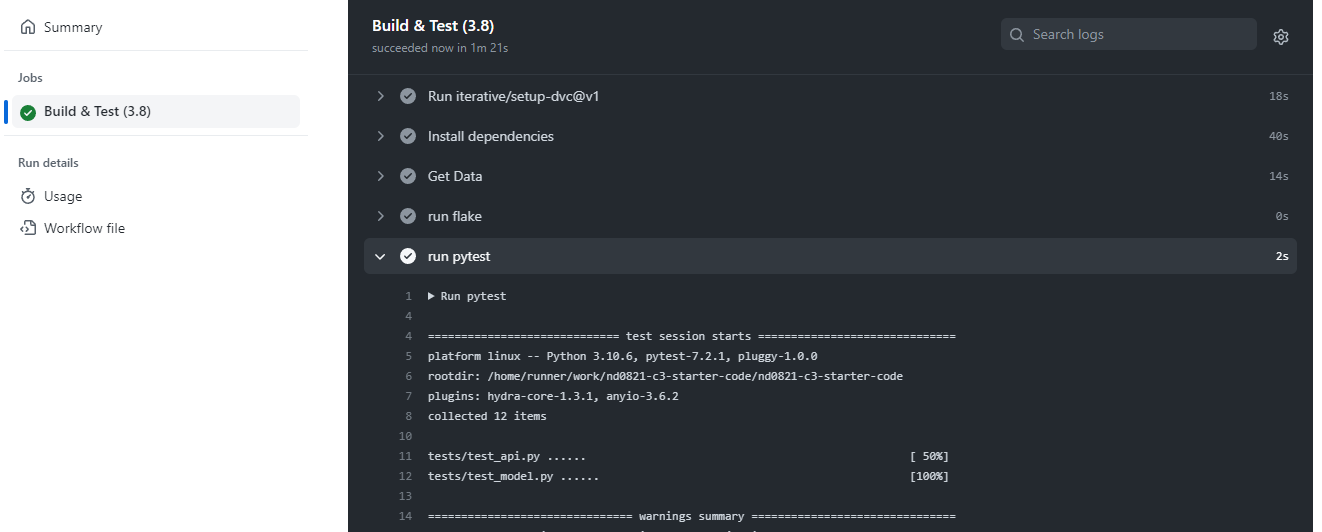 Summary
Jobs
Build & Test (3.8)
Run details
Usage
Workflow file
Build & Test (3.8)
succeeded now in 1m 21s
Search logs
Run iterative/setup-dvc@v1 18s
Install dependencies 40s
Get Data 14s
run flake 0s
run pytest 2s
1 Run pytest
4
4 ============================= test session starts ==============================
5 platform linux -- Python 3.10.6, pytest-7.2.1, pluggy-1.0.0
6 rootdir: /home/runner/work/nd0821-c3-starter-code/nd0821-c3-starter-code
7 plugins: hydra-core-1.3.1, anyio-3.6.2
8 collected 12 items
10
11 tests/test_api.py ...... [ 50%]
12 tests/test_model.py ...... [100%]
13
14 =============================== warnings summary ===============================